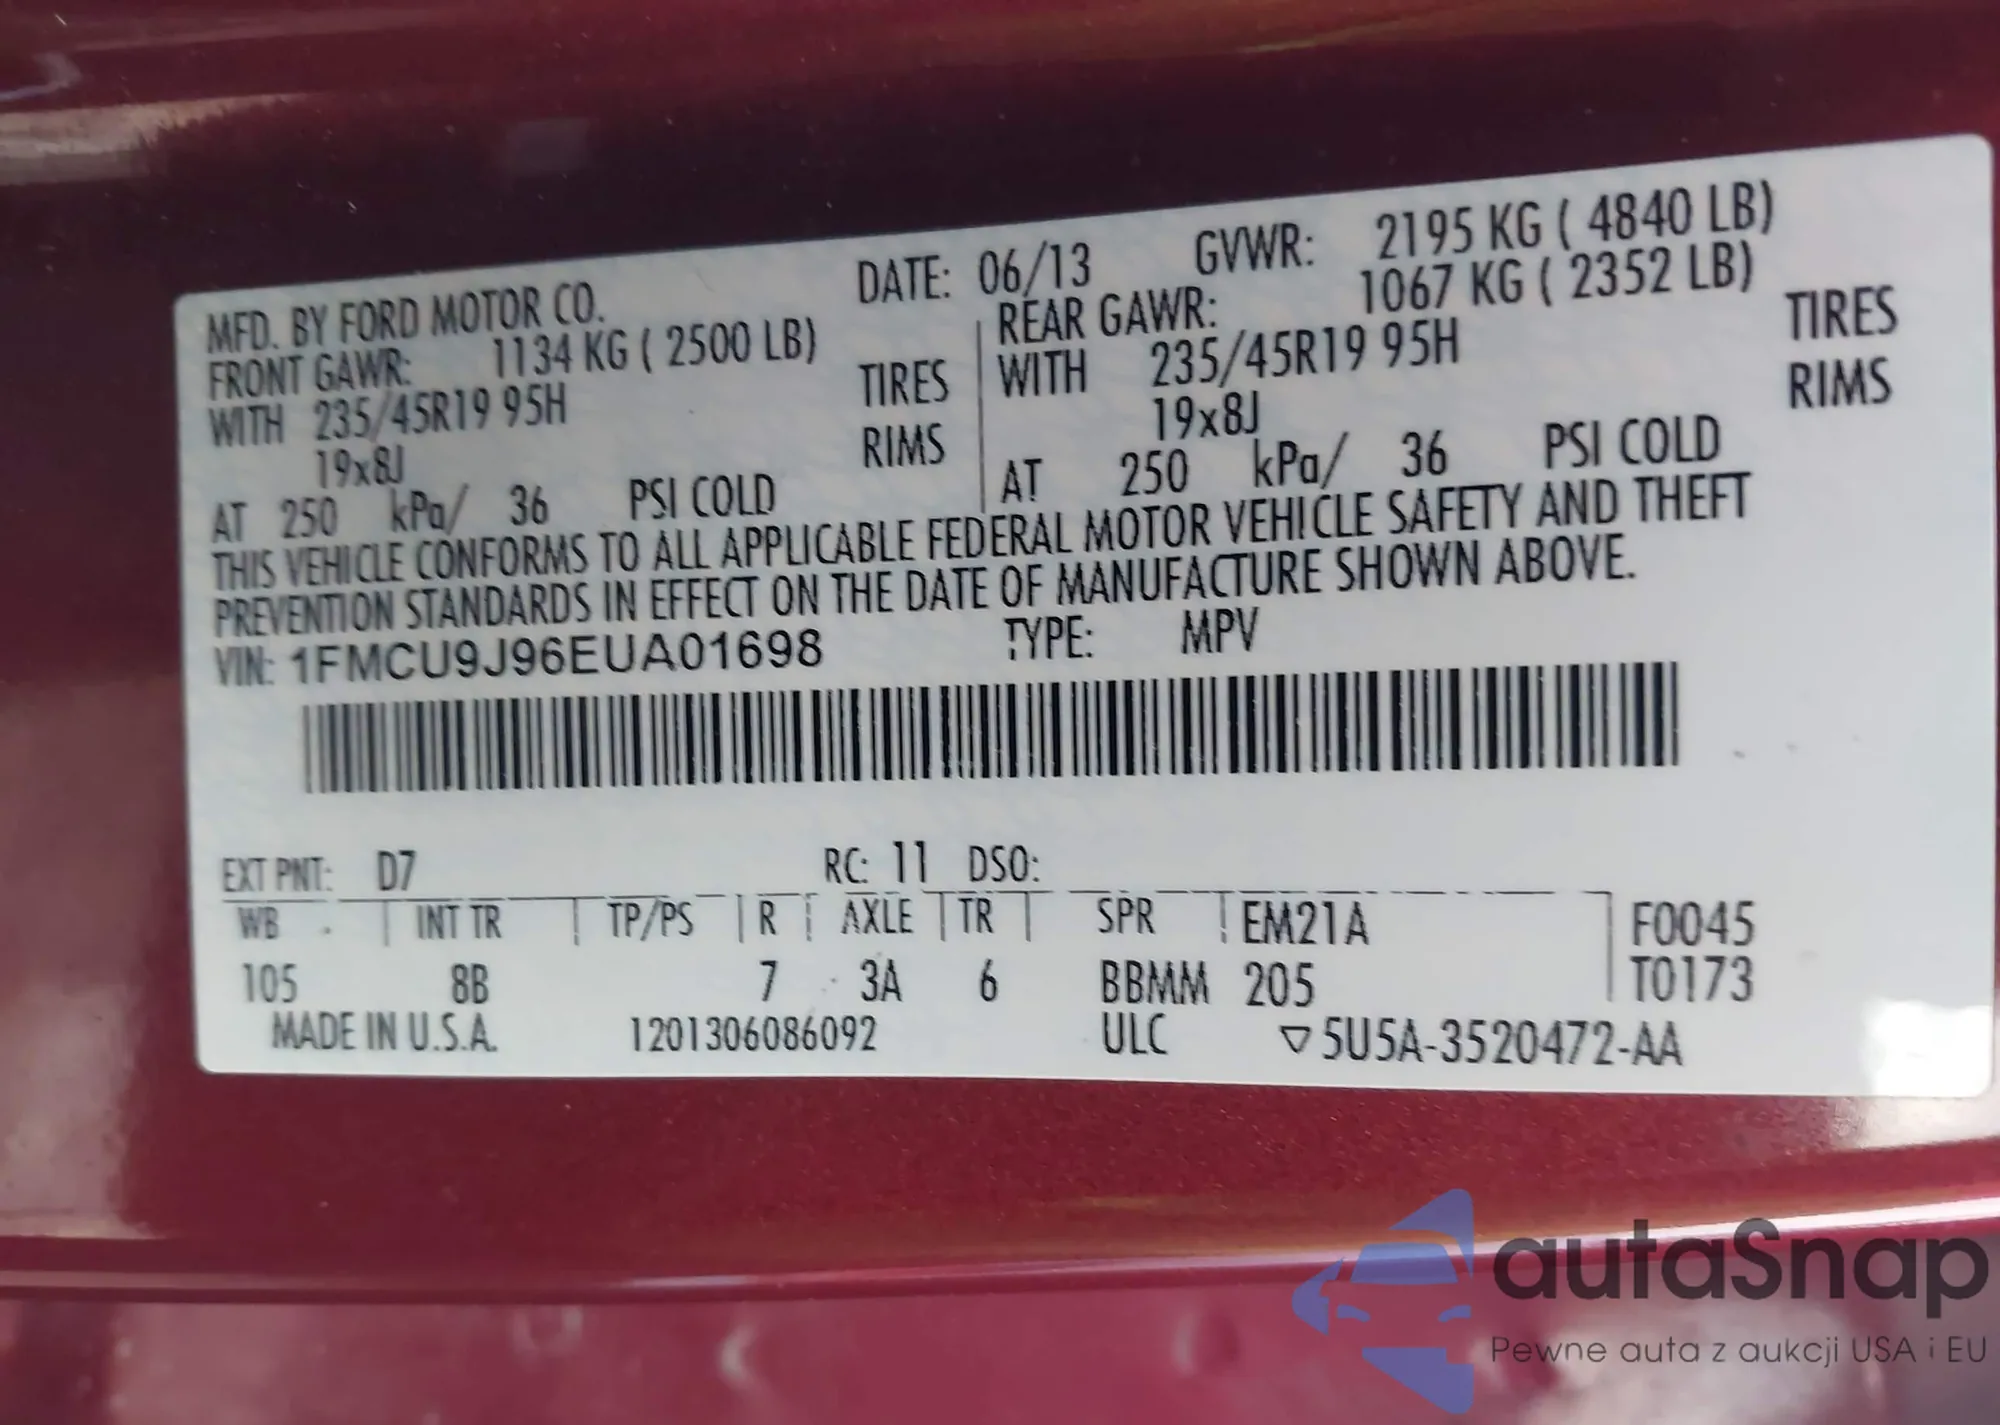 MFD. BY FORD MOTOR CO. DATE: 06/13 GVWR: 2195 KG ( 4840 LB)
FRONT GAWR: 1134 KG ( 2500 LB) REAR GAWR: 1067 KG ( 2352 LB)
WITH 235/45R19 95H TIRES WITH 235/45R19 95H TIRES
19x8J RIMS 19x8J RIMS
AT 250 kPa/ 36 PSI COLD AT 250 kPa/ 36 PSI COLD
THIS VEHICLE CONFORMS TO ALL APPLICABLE FEDERAL MOTOR VEHICLE SAFETY AND THEFT
PREVENTION STANDARDS IN EFFECT ON THE DATE OF MANUFACTURE SHOWN ABOVE.
VIN: 1FMCU9J96EUA01698 TYPE: MPV
EXT PNT: D7 RC: 11 DSO:
WB INT TR TP/PS R AXLE TR SPR EM21A F0045
105 8B 7 3A 6 BBMM 205 T0173
MADE IN U.S.A. 1201306086092 ULC ▽5U5A-3520472-AA
autaSnap
Pewne auta z aukcji USA i EU